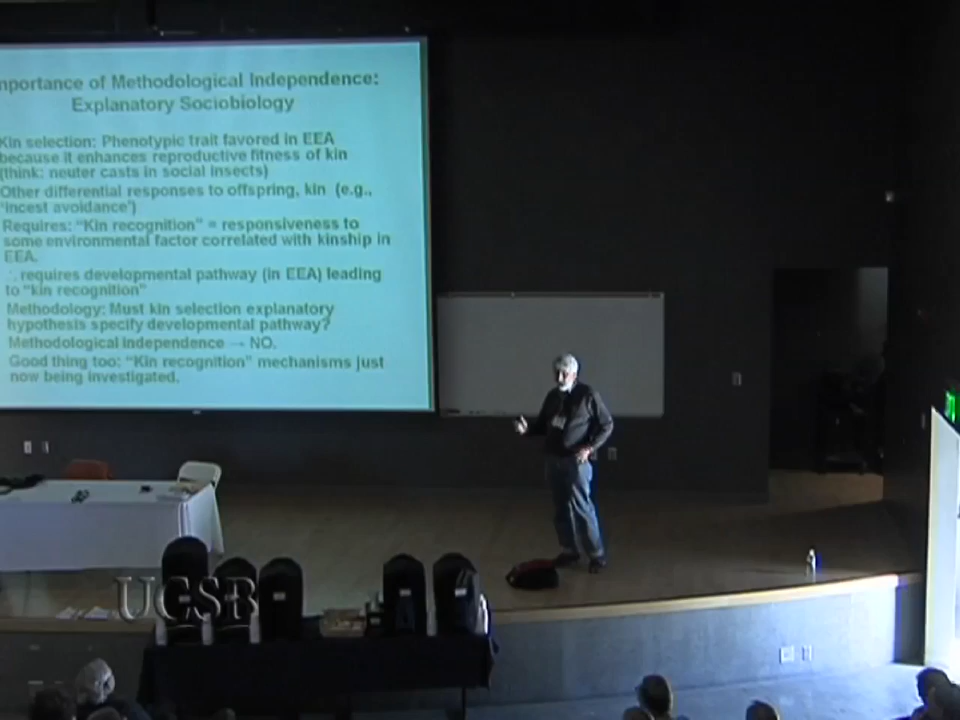 mportance of Methodological Independence:
Explanatory Sociobiology
Kin selection: Phenotypic trait favored in EEA
because it enhances reproductive fitness of kin
(think: neuter casts in social insects)
Other differential responses to offspring, kin (e.g.,
'incest avoidance')
Requires: "Kin recognition" = responsiveness to
some environmental factor correlated with kinship in
EEA.
∴ requires developmental pathway (in EEA) leading
to "kin recognition"
Methodology: Must kin selection explanatory
hypothesis specify developmental pathway?
Methodological independence → NO.
Good thing too: "Kin recognition" mechanisms just
now being investigated.
UCSB